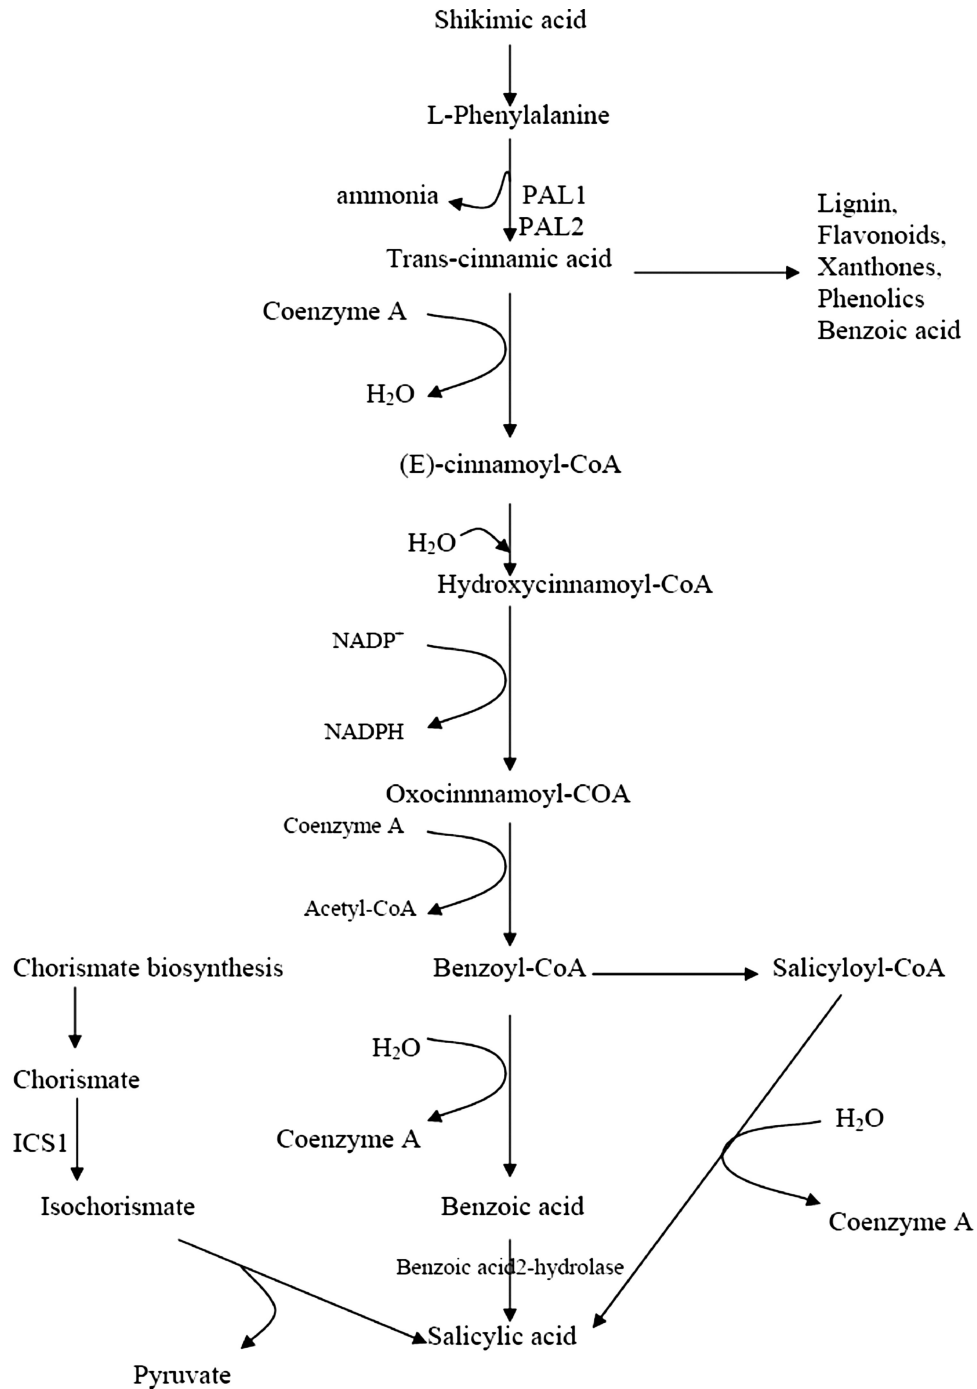 Shikimic acid
L-Phenylalanine
ammonia
PAL1
PAL2
Trans-cinnamic acid
Lignin,
Flavonoids,
Xanthones,
Phenolics
Benzoic acid
Coenzyme A
H₂O
(E)-cinnamoyl-CoA
H₂O
Hydroxycinnamoyl-CoA
NADP⁺
NADPH
Oxocinnnamoyl-COA
Coenzyme A
Acetyl-CoA
Chorismate biosynthesis
Benzoyl-CoA
Salicyloyl-CoA
H₂O
Chorismate
ICS1
Coenzyme A
H₂O
Isochorismate
Benzoic acid
Coenzyme A
Benzoic acid2-hydrolase
Salicylic acid
Pyruvate